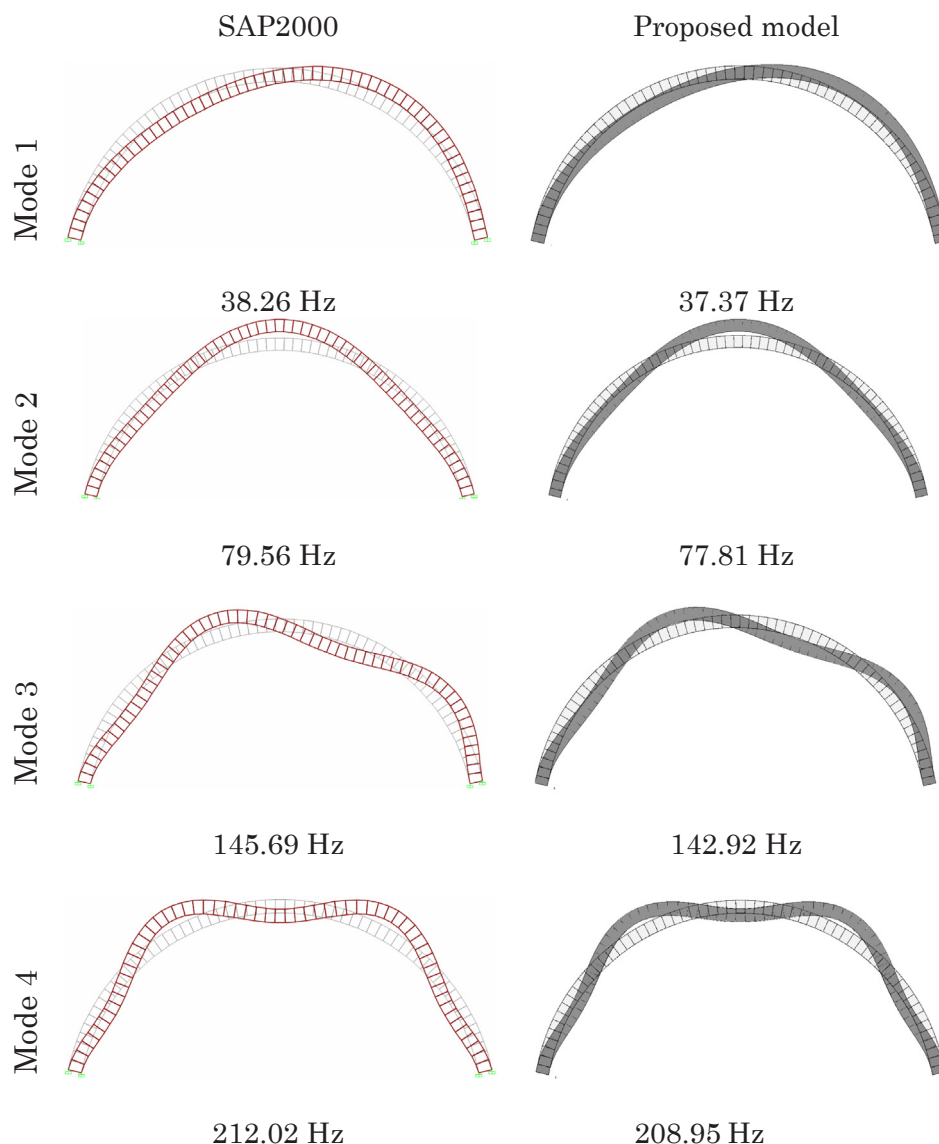 SAP2000 Proposed model
Mode 1
38.26 Hz 37.37 Hz
Mode 2
79.56 Hz 77.81 Hz
Mode 3
145.69 Hz 142.92 Hz
Mode 4
212.02 Hz 208.95 Hz